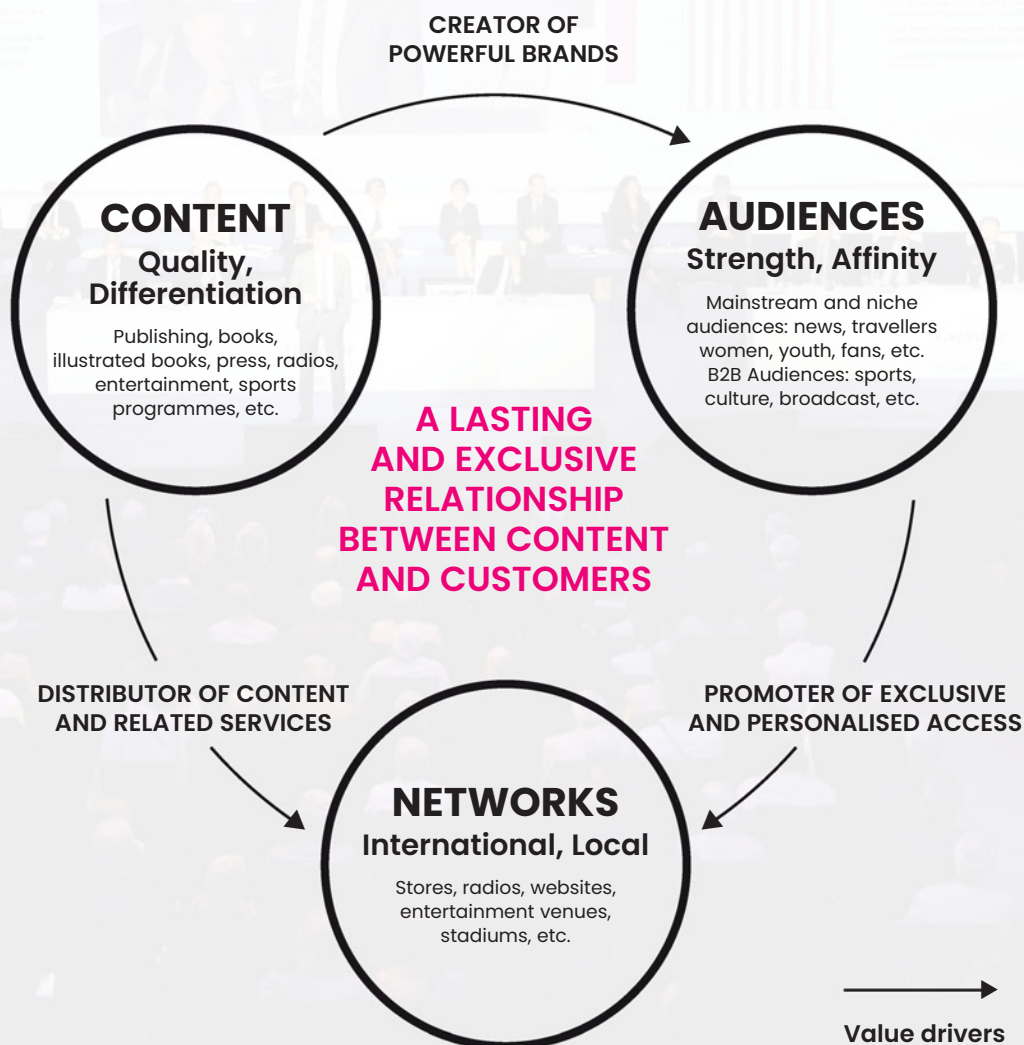 CREATOR OF
POWERFUL BRANDS
CONTENT
Quality,
Differentiation
Publishing, books,
illustrated books, press, radios,
entertainment, sports
programmes, etc.
AUDIENCES
Strength, Affinity
Mainstream and niche
audiences: news, travellers
women, youth, fans, etc.
B2B Audiences: sports,
culture, broadcast, etc.
A LASTING
AND EXCLUSIVE
RELATIONSHIP
BETWEEN CONTENT
AND CUSTOMERS
DISTRIBUTOR OF CONTENT
AND RELATED SERVICES
PROMOTER OF EXCLUSIVE
AND PERSONALISED ACCESS
NETWORKS
International, Local
Stores, radios, websites,
entertainment venues,
stadiums, etc.
Value drivers